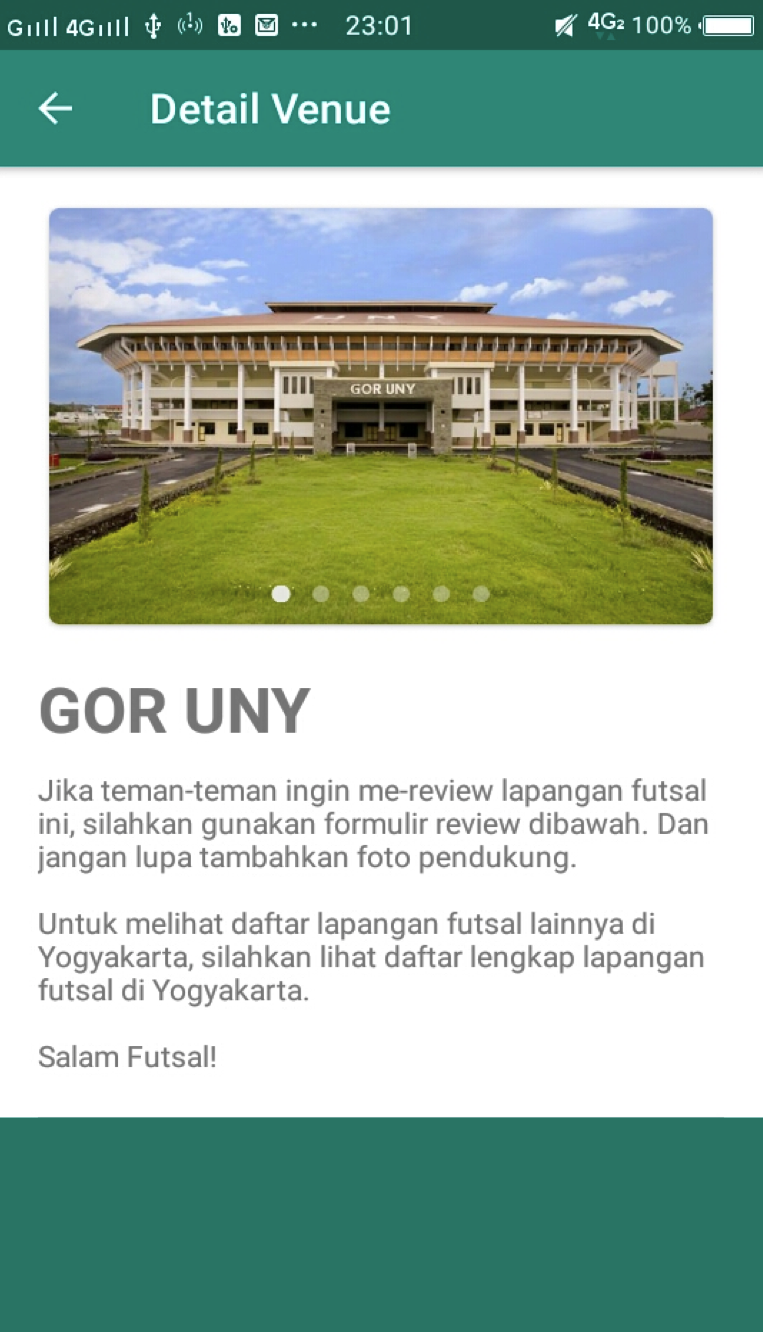 4G 23:01 4G2 100%
Detail Venue
UNY
GOR UNY
GOR UNY
Jika teman-teman ingin me-review lapangan futsal
ini, silahkan gunakan formulir review dibawah. Dan
jangan lupa tambahkan foto pendukung.
Untuk melihat daftar lapangan futsal lainnya di
Yogyakarta, silahkan lihat daftar lengkap lapangan
futsal di Yogyakarta.
Salam Futsal!